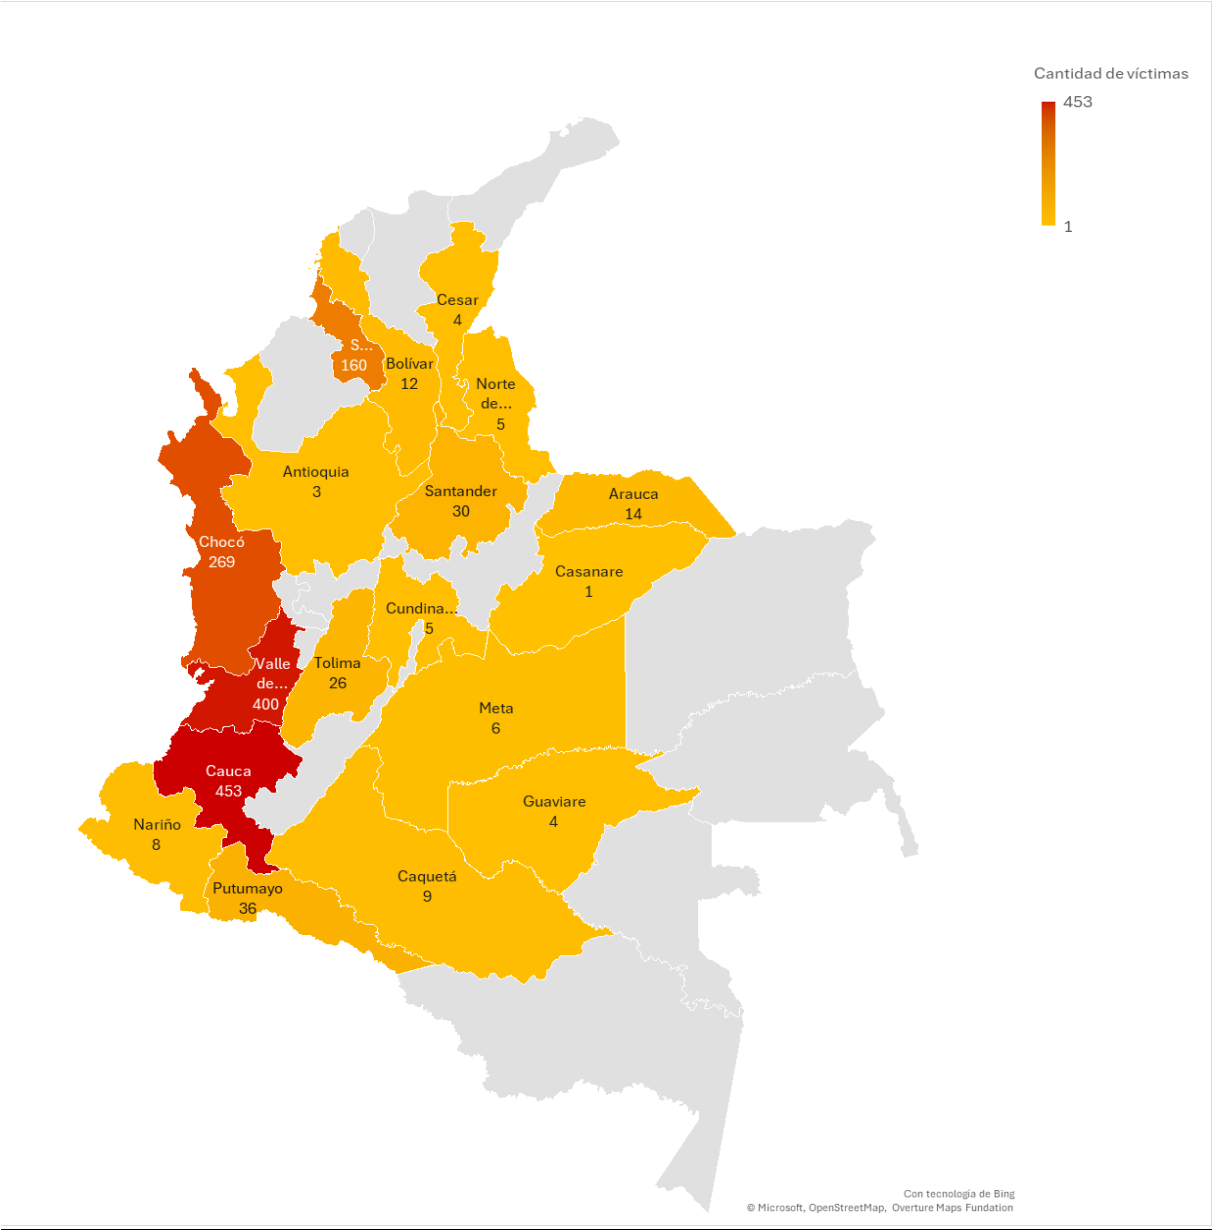 Cantidad de víctimas
453
1
Cesar
4
S...
160
Bolívar
12
Norte
de...
5
Antioquia
3
Santander
30
Arauca
14
Chocó
269
Casanare
1
Cundina...
5
Valle
de...
400
Tolima
26
Meta
6
Cauca
453
Guaviare
4
Nariño
8
Caquetá
9
Putumayo
36
Con tecnología de Bing
© Microsoft, OpenStreetMap, Overture Maps Fundation